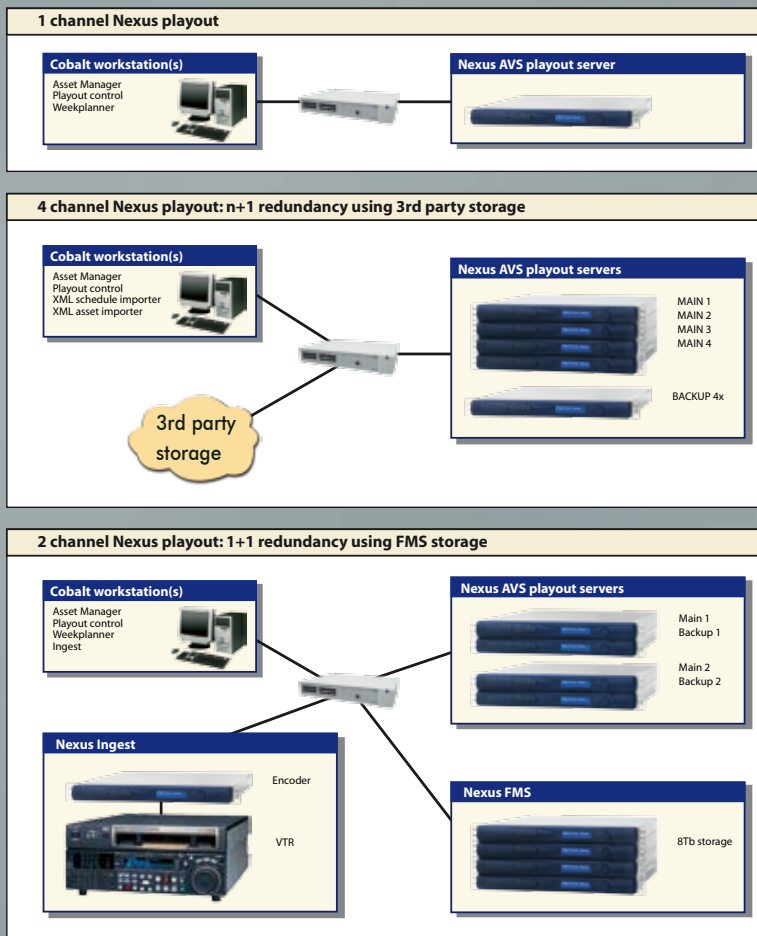 1 channel Nexus playout
Cobalt workstation(s)
Asset Manager
Playout control
Weekplanner
Nexus AVS playout server
4 channel Nexus playout: n+1 redundancy using 3rd party storage
Cobalt workstation(s)
Asset Manager
Playout control
XML schedule importer
XML asset importer
3rd party
storage
Nexus AVS playout servers
MAIN 1
MAIN 2
MAIN 3
MAIN 4
BACKUP 4x
2 channel Nexus playout: 1+1 redundancy using FMS storage
Cobalt workstation(s)
Asset Manager
Playout control
Weekplanner
Ingest
Nexus AVS playout servers
Main 1
Backup 1
Main 2
Backup 2
Nexus Ingest
Encoder
VTR
Nexus FMS
8Tb storage